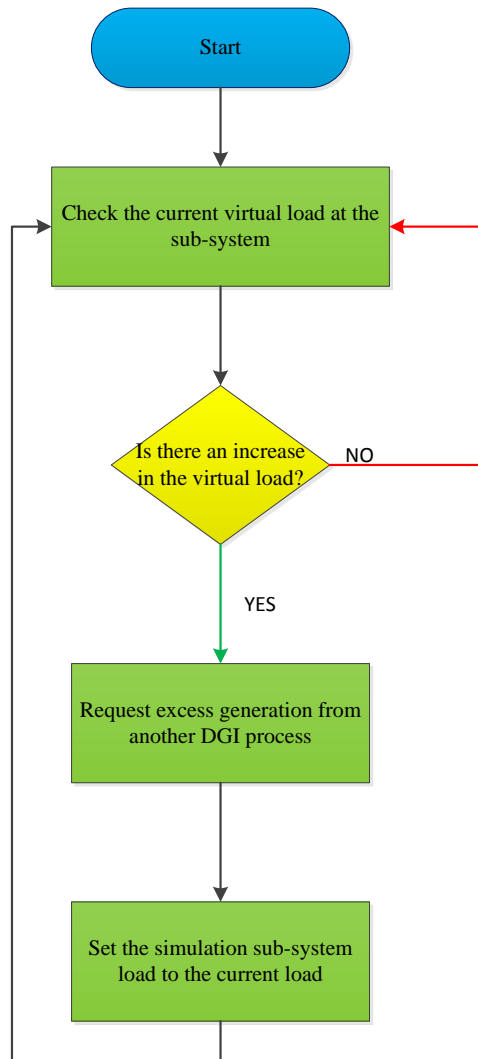 Start
Check the current virtual load at the
sub-system
Is there an increase
in the virtual load?
NO
YES
Request excess generation from
another DGI process
Set the simulation sub-system
load to the current load